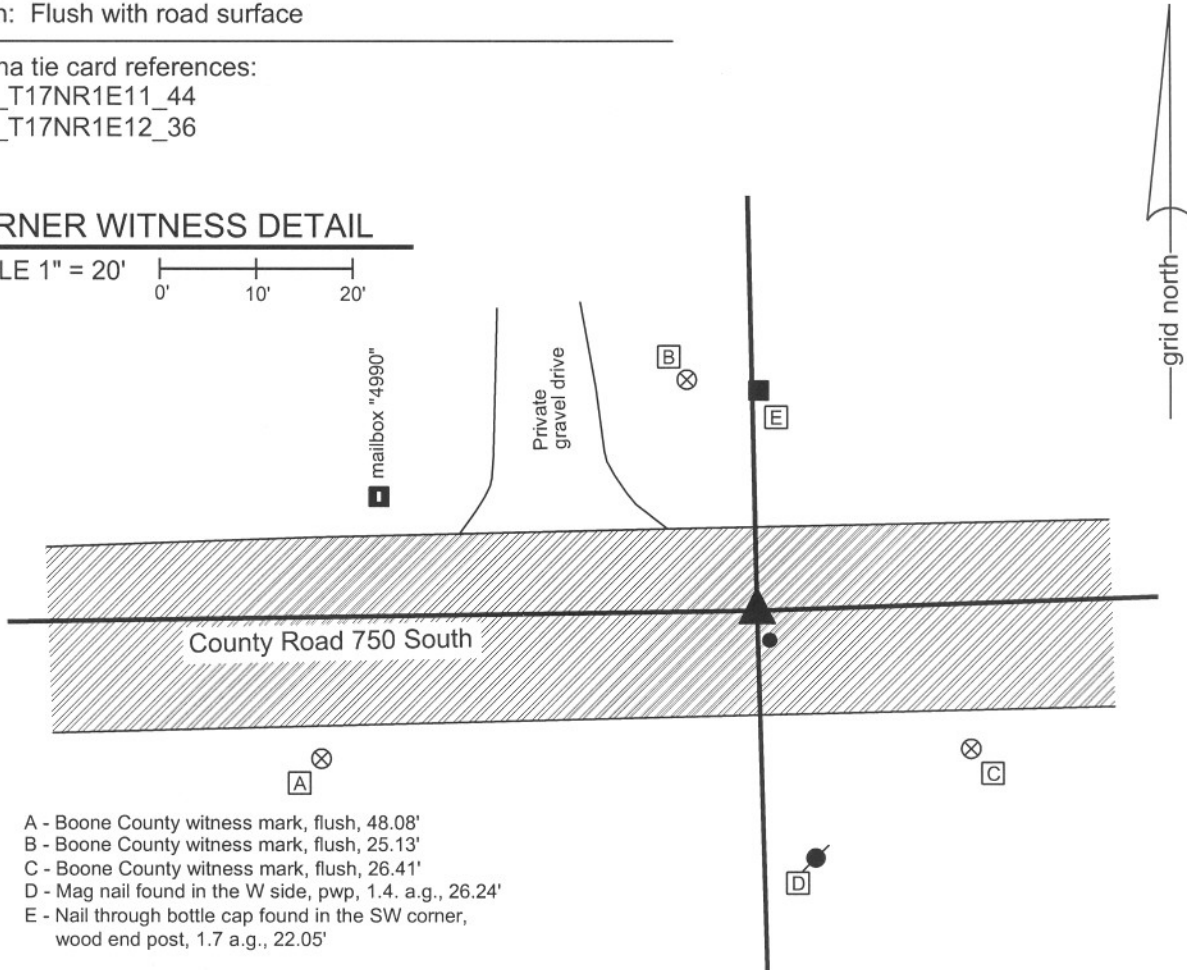 : Flush with road surface
na tie card references:
_T17NR1E11_44
_T17NR1E12_36
RNER WITNESS DETAIL
LE 1" = 20'
0' 10' 20'
grid north
mailbox "4990"
Private
gravel drive
B
E
County Road 750 South
A
C
D
A - Boone County witness mark, flush, 48.08'
B - Boone County witness mark, flush, 25.13'
C - Boone County witness mark, flush, 26.41'
D - Mag nail found in the W side, pwp, 1.4. a.g., 26.24'
E - Nail through bottle cap found in the SW corner,
wood end post, 1.7 a.g., 22.05'